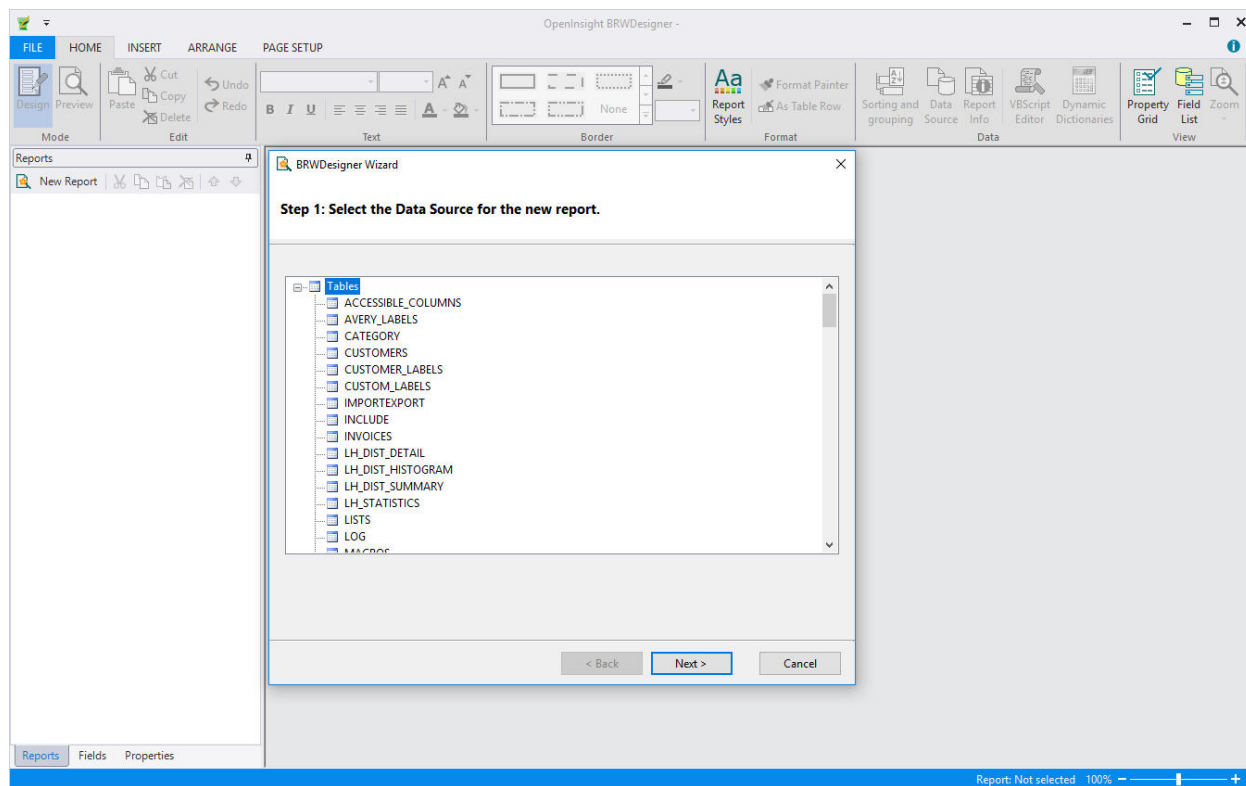 OpenInsight BRWDesigner -
FILE HOME INSERT ARRANGE PAGE SETUP
Design Preview Paste Cut Copy Delete Undo Redo
B I U A A A None
Aa Report Styles Format Painter As Table Row
Sorting and grouping Data Source Report Info VBScript Editor Dynamic Dictionaries Property Grid Field List Zoom
Mode Edit Text Border Format Data View
Reports
New Report
BRWDesigner Wizard
Step 1: Select the Data Source for the new report.
Tables
ACCESSIBLE_COLUMNS
AVERY_LABELS
CATEGORY
CUSTOMERS
CUSTOMER_LABELS
CUSTOM_LABELS
IMPORTEXPORT
INCLUDE
INVOICES
LH_DIST_DETAIL
LH_DIST_HISTOGRAM
LH_DIST_SUMMARY
LH_STATISTICS
LISTS
LOG
MACROS
< Back Next > Cancel
Reports Fields Properties
Report: Not selected 100%